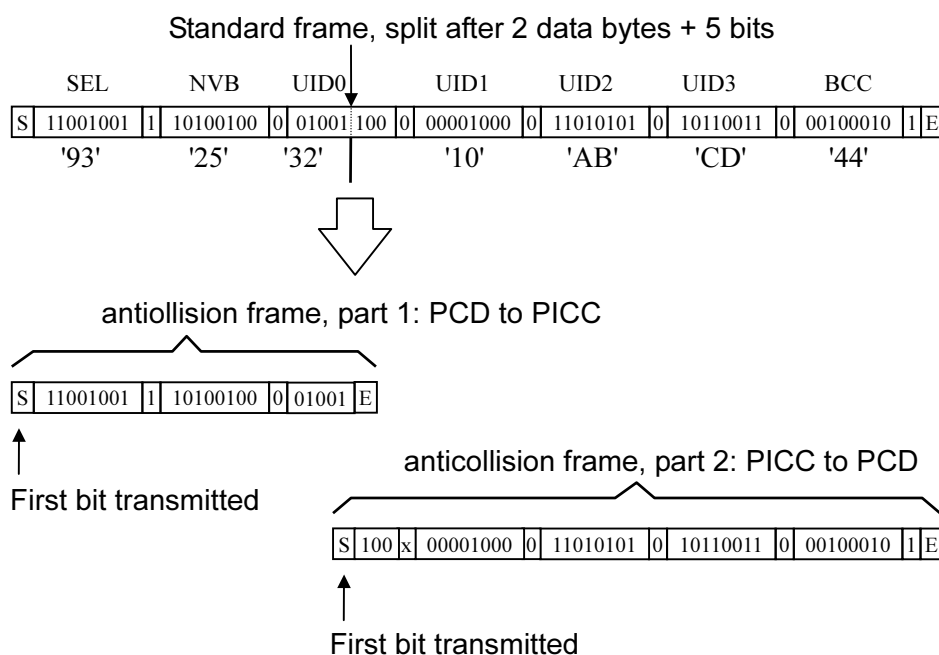 Standard frame, split after 2 data bytes + 5 bits
SEL NVB UID0 UID1 UID2 UID3 BCC
S 11001001 1 10100100 0 01001 100 0 00001000 0 11010101 0 10110011 0 00100010 1 E
'93' '25' '32' '10' 'AB' 'CD' '44'
antiollision frame, part 1: PCD to PICC
S 11001001 1 10100100 0 01001 E
First bit transmitted
anticollision frame, part 2: PICC to PCD
S 100 x 00001000 0 11010101 0 10110011 0 00100010 1 E
First bit transmitted